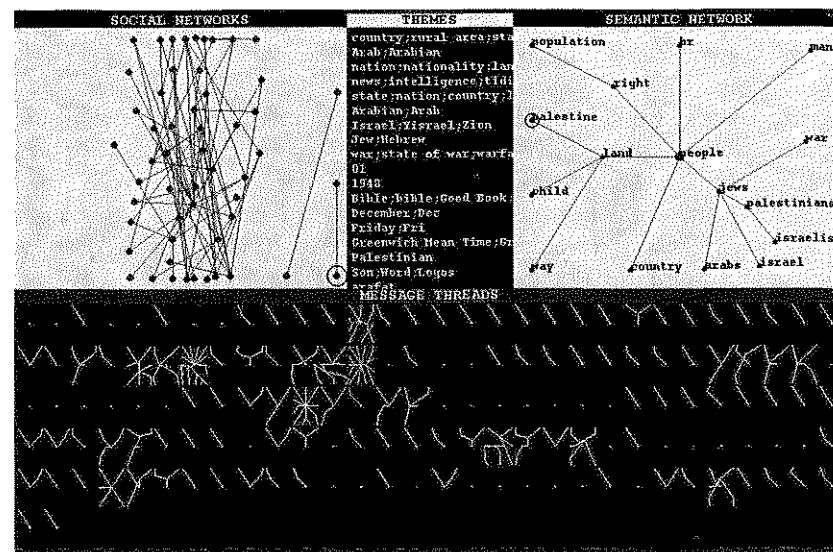 SOCIAL NETWORKS
THEMES
SEMANTIC NETWORK
country;rural area;sta
Arab;Arabian
nation;nationality;lan
news;intelligence;tidi
state;nation;country;l
Arabian;Arab
Israel;Yisrael;Zion
Jew;Hebrew
war;state of war;warfa
01
1948
Bible;bible;Good Book;
December;Dec
Friday;Fri
Greenwich Mean Time;Gr
Palestinian
Son;Word;Logos
arafat
population
hr
man
right
palestine
war
land
people
child
jews
palestinians
israelis
way
country
arabs
israel
MESSAGE THREADS